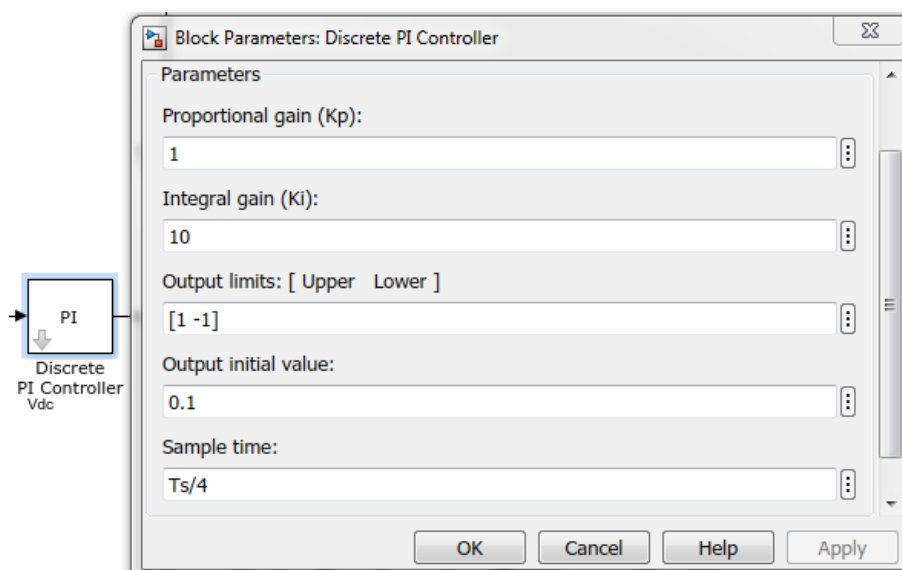 Block Parameters: Discrete PI Controller
Parameters
Proportional gain (Kp):
1
Integral gain (Ki):
10
Output limits: [ Upper   Lower ]
[1 -1]
Output initial value:
0.1
Sample time:
Ts/4
OK Cancel Help Apply
PI
Discrete
PI Controller
Vdc